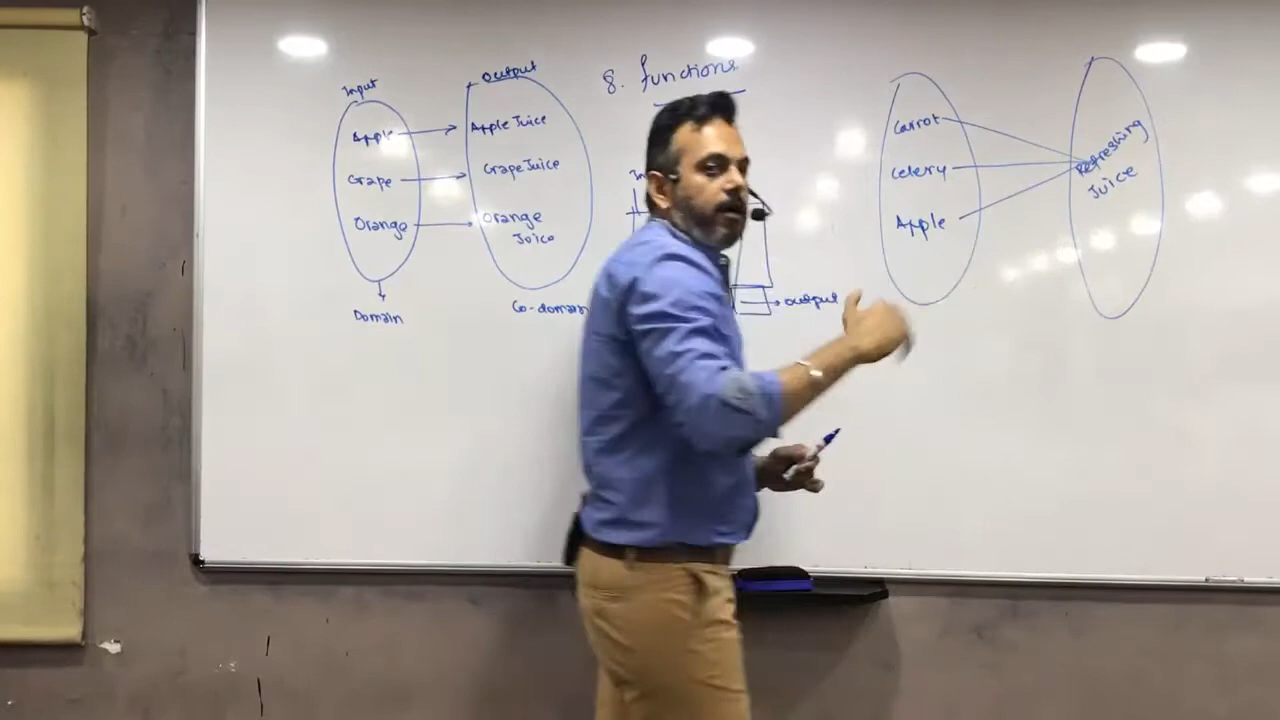 8. functions
Input
Apple
Grape
Orange
Domain
Output
Apple Juice
Grape Juice
Orange
Juice
Co-domain
Output
Carrot
Celery
Apple
Refreshing
Juice